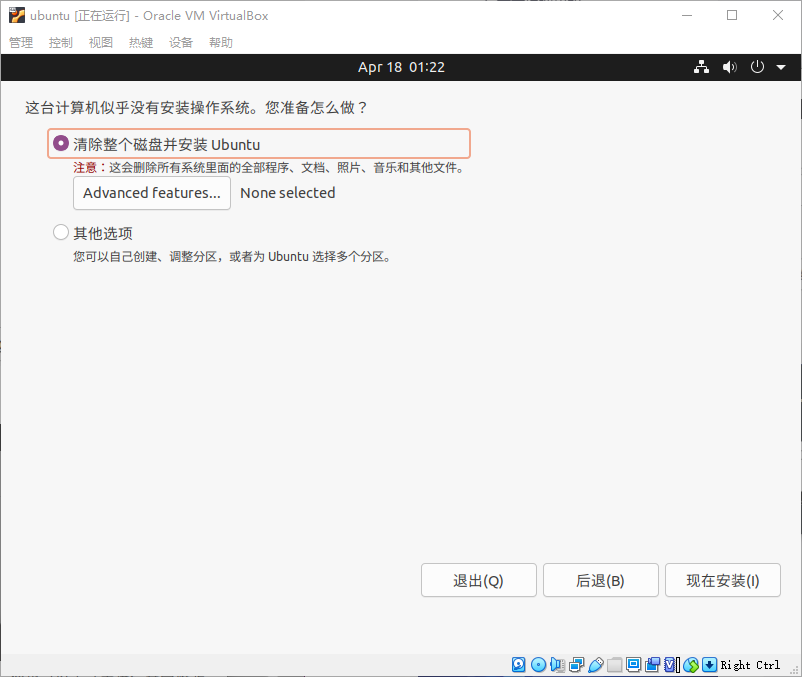 ubuntu [正在运行] - Oracle VM VirtualBox
管理 控制 视图 热键 设备 帮助
Apr 18 01:22
这台计算机似乎没有安装操作系统。您准备怎么做？
清除整个磁盘并安装 Ubuntu
注意：这会删除所有系统里面的全部程序、文档、照片、音乐和其他文件。
Advanced features... None selected
其他选项
您可以自己创建、调整分区，或者为 Ubuntu 选择多个分区。
退出(Q) 后退(B) 现在安装(I)
Right Ctrl